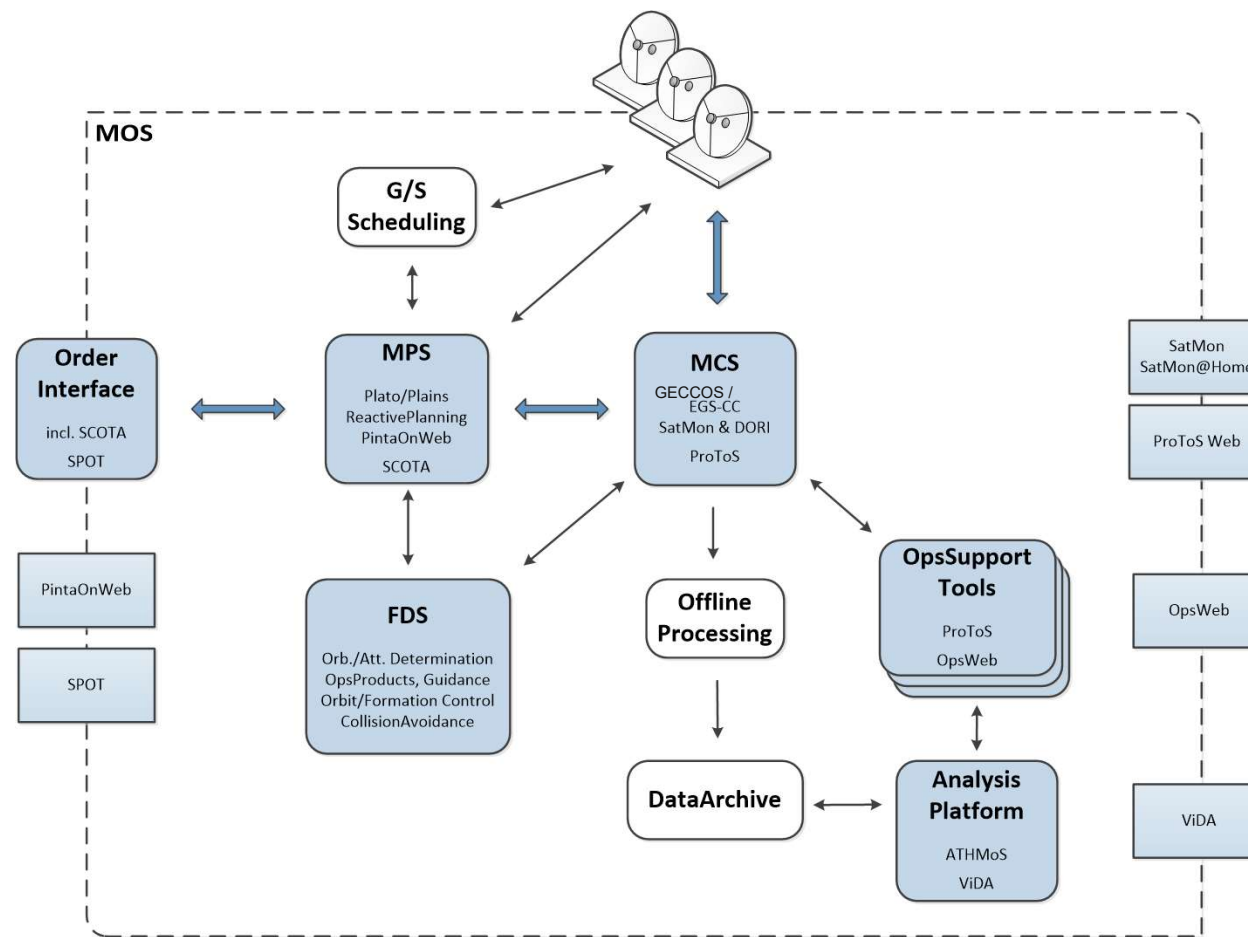 MOS
G/S
Scheduling
Order
Interface
incl. SCOTA
SPOT
MPS
Plato/Plains
ReactivePlanning
PintaOnWeb
SCOTA
MCS
GECCOS /
EGS-CC
SatMon & DORI
ProToS
SatMon
SatMon@Home
ProToS Web
PintaOnWeb
SPOT
FDS
Orb./Att. Determination
OpsProducts, Guidance
Orbit/Formation Control
CollisionAvoidance
Offline
Processing
OpsSupport
Tools
ProToS
OpsWeb
OpsWeb
DataArchive
Analysis
Platform
ATHMoS
ViDA
ViDA